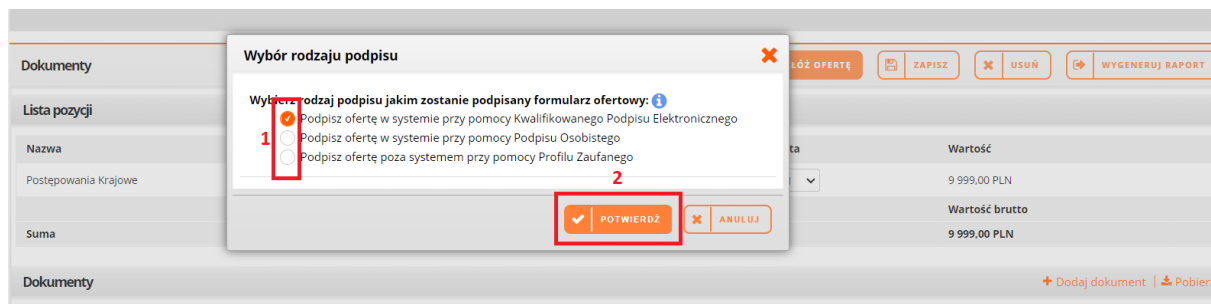 Wybór rodzaju podpisu
Dokumenty
ŁÓŻ OFERTĘ
ZAPISZ
USUŃ
WYGENERUJ RAPORT
Wybierz rodzaj podpisu jakim zostanie podpisany formularz ofertowy:
Lista pozycji
Podpisz ofertę w systemie przy pomocy Kwalifikowanego Podpisu Elektronicznego
1
Podpisz ofertę w systemie przy pomocy Podpisu Osobistego
Nazwa
ta
Wartość
Podpisz ofertę poza systemem przy pomocy Profilu Zaufanego
2
Postępowania Krajowe
9 999,00 PLN
Wartość brutto
POTWIERDŹ
ANULUJ
Suma
9 999,00 PLN
Dokumenty
+ Dodaj dokument | Pobier